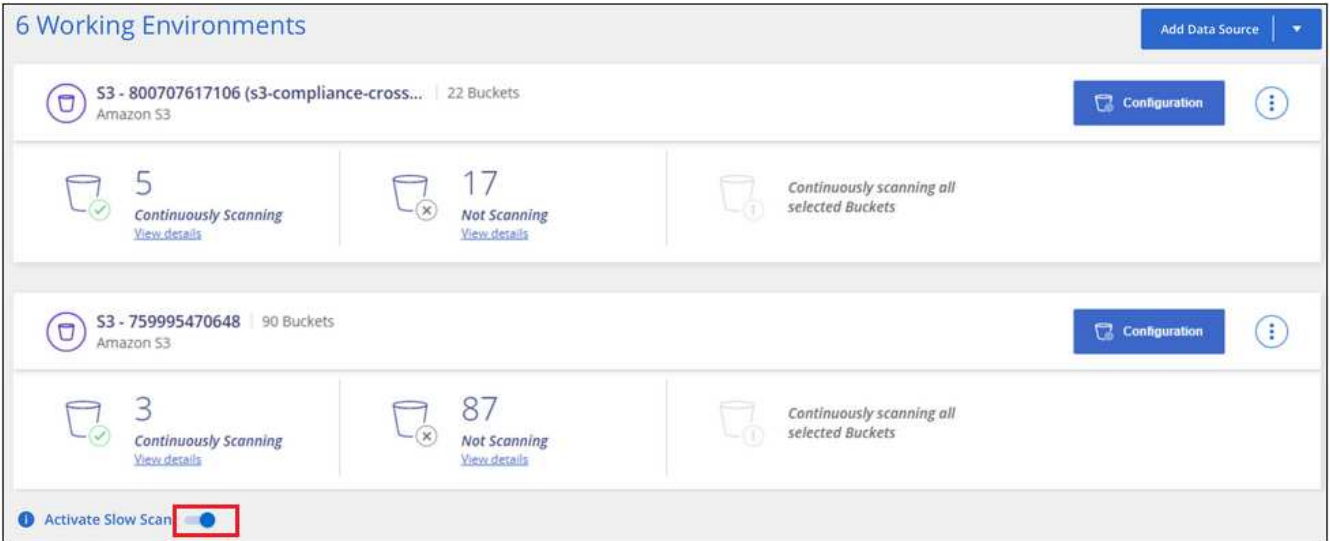 6 Working Environments
Add Data Source
S3 - 800707617106 (s3-compliance-cross... | 22 Buckets
Amazon S3
Configuration
5
Continuously Scanning
View details
17
Not Scanning
View details
Continuously scanning all
selected Buckets
S3 - 759995470648 | 90 Buckets
Amazon S3
Configuration
3
Continuously Scanning
View details
87
Not Scanning
View details
Continuously scanning all
selected Buckets
Activate Slow Scan